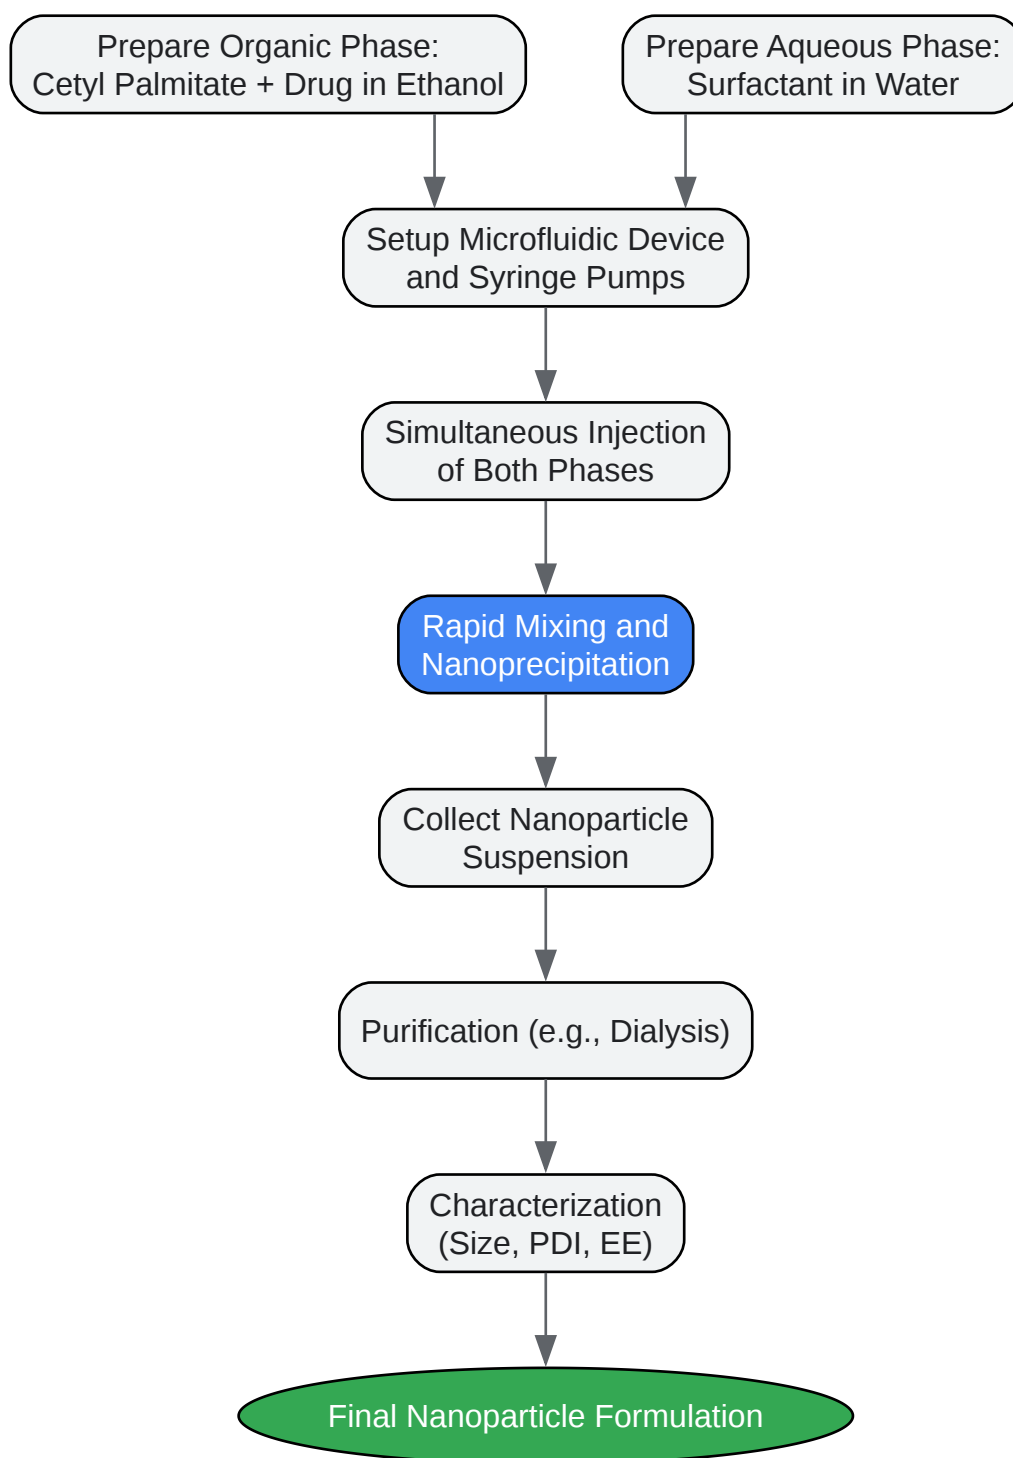 Prepare Organic Phase:
Cetyl Palmitate + Drug in Ethanol
Prepare Aqueous Phase:
Surfactant in Water
Setup Microfluidic Device
and Syringe Pumps
Simultaneous Injection
of Both Phases
Rapid Mixing and
Nanoprecipitation
Collect Nanoparticle
Suspension
Purification (e.g., Dialysis)
Characterization
(Size, PDI, EE)
Final Nanoparticle Formulation